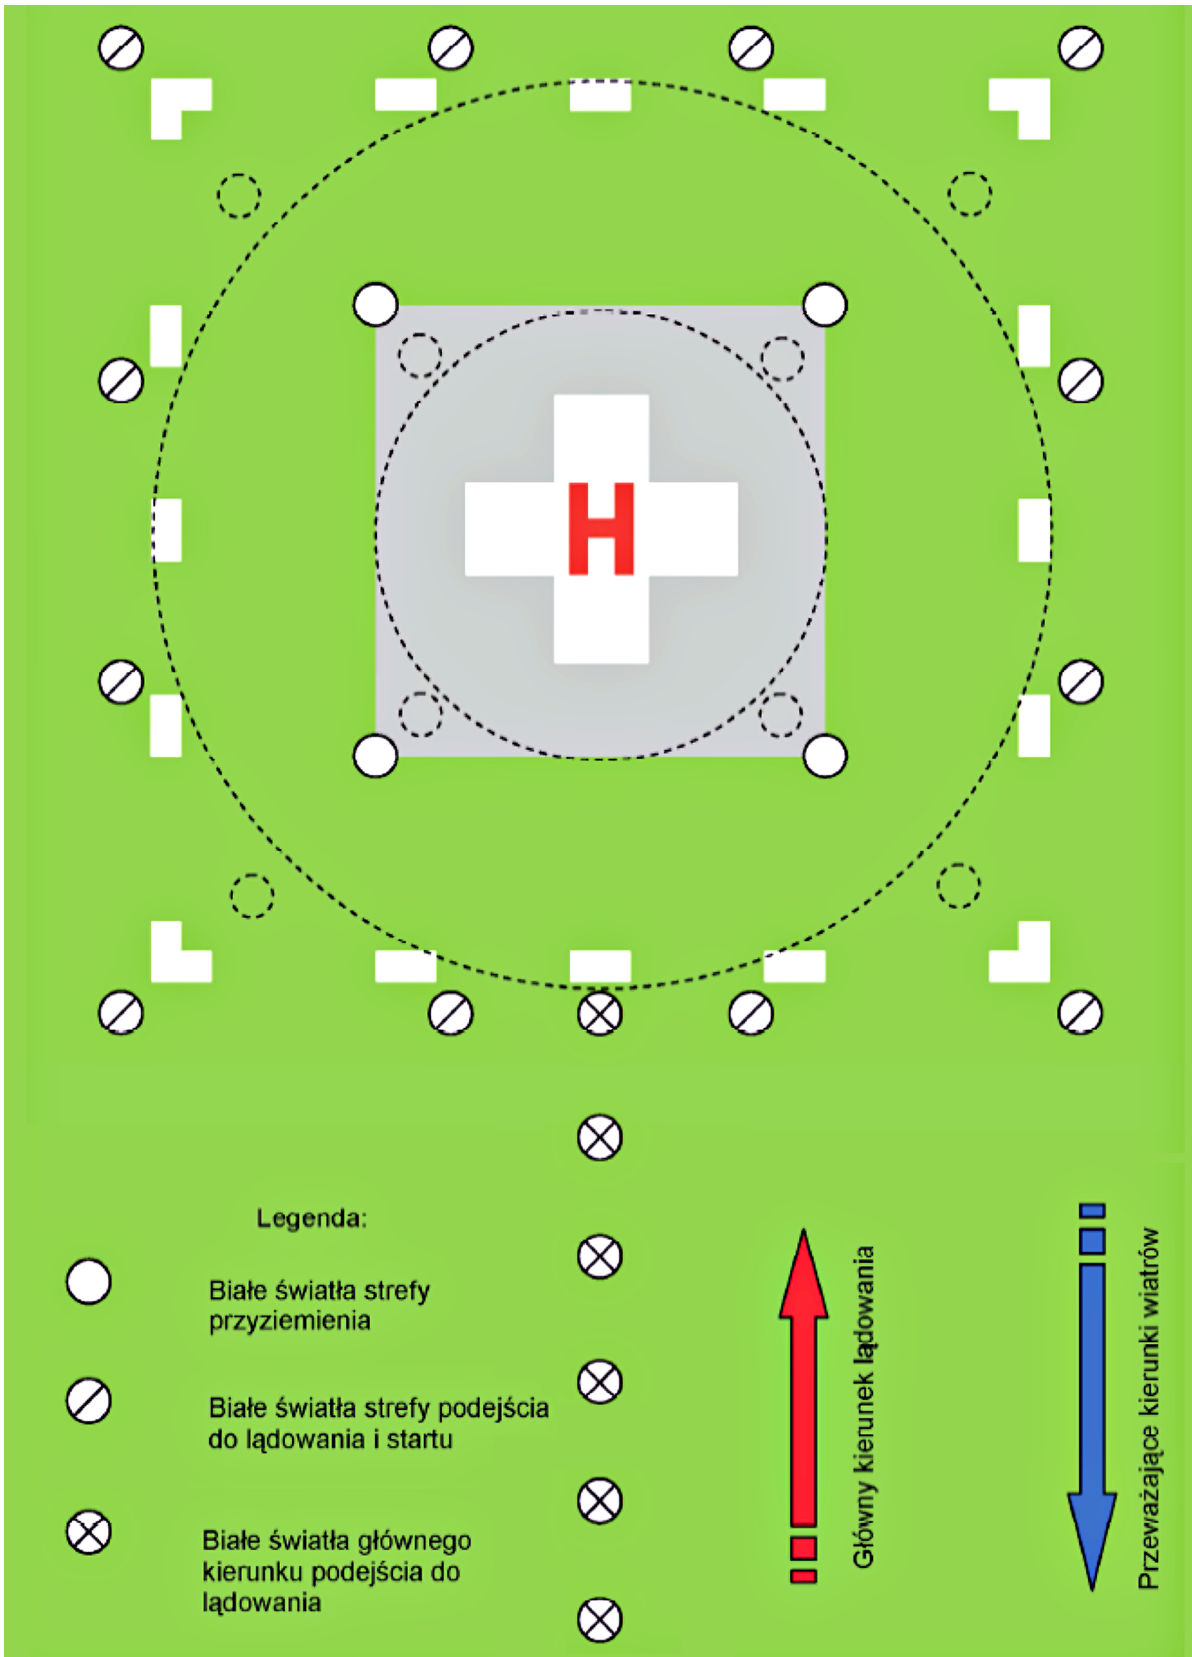 H
Legenda:
Białe światła strefy
przyziemienia
Białe światła strefy podejścia
do lądowania i startu
Białe światła głównego
kierunku podejścia do
lądowania
Główny kierunek lądowania
Przeważające kierunki wiatrów